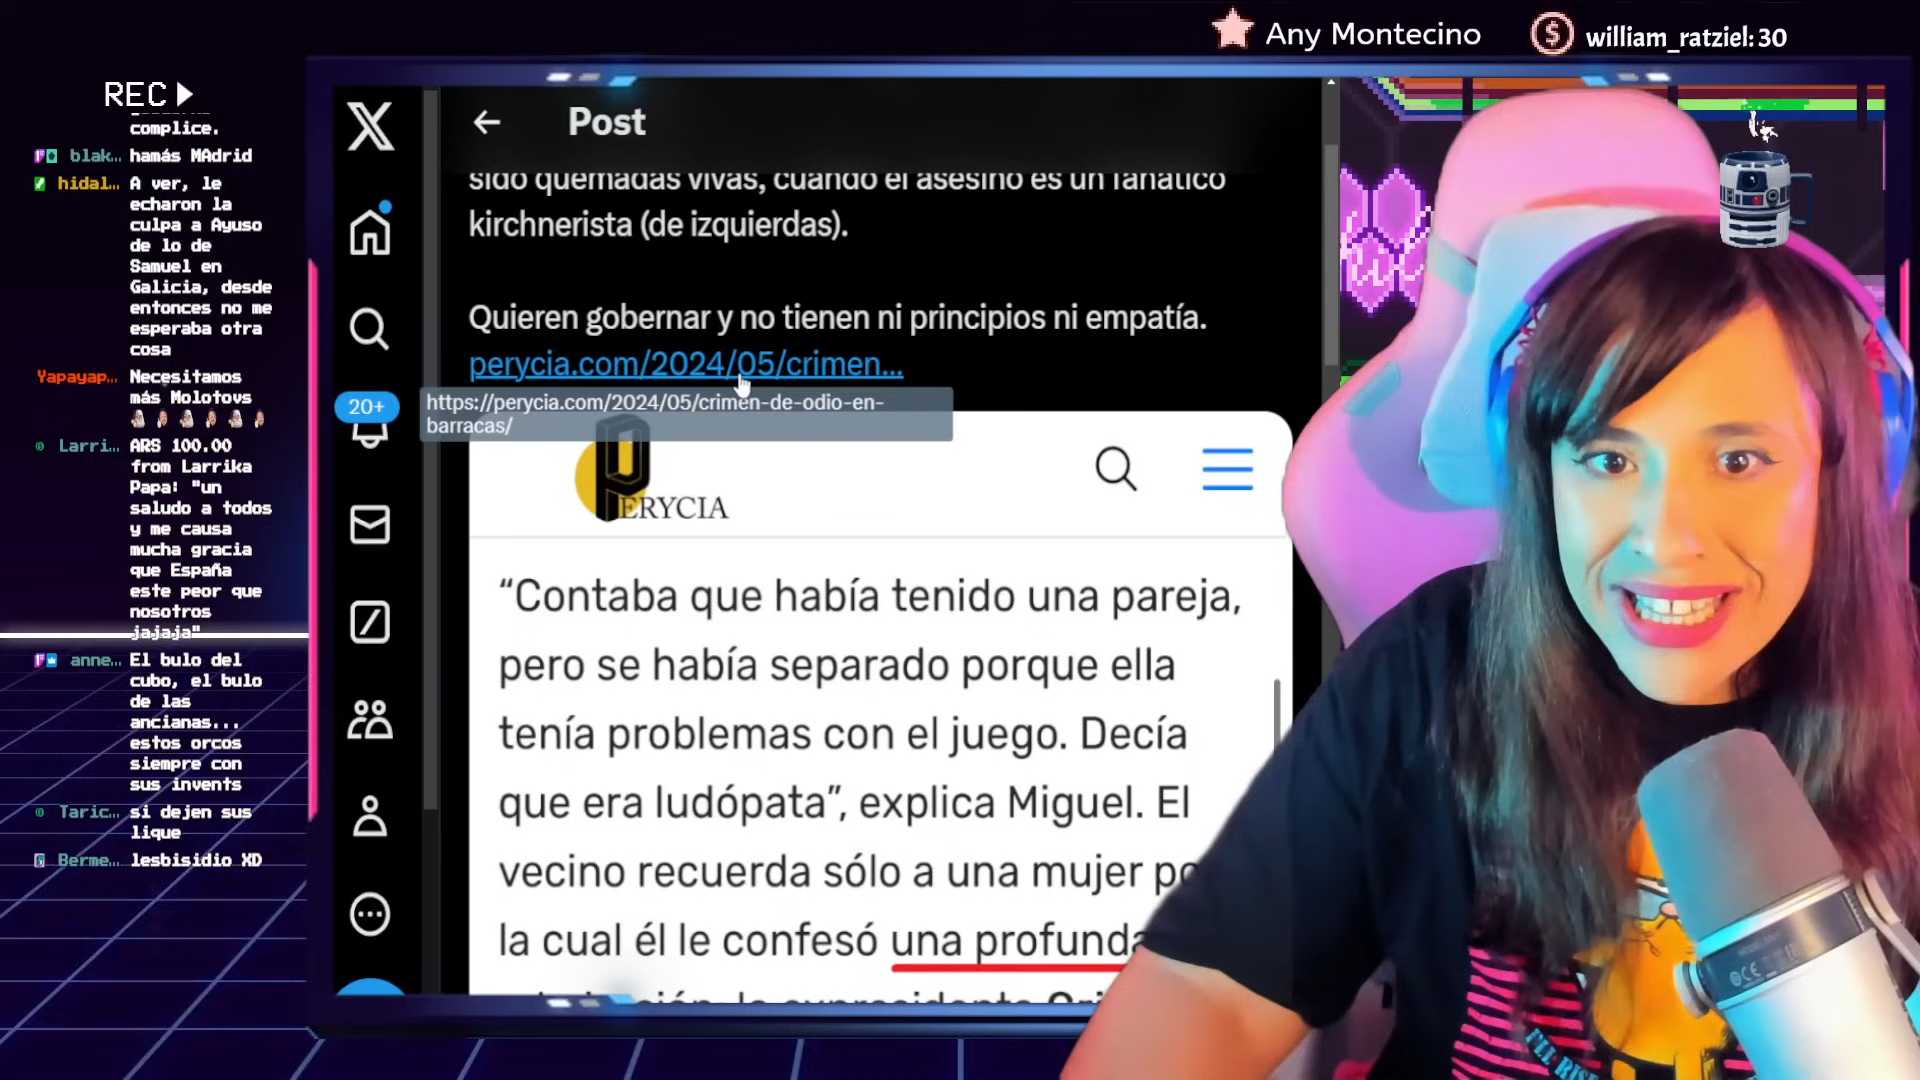 Any Montecino
william_ratziel: 30
REC
complice.
blak... hamás MAdrid
hidal... A ver, le
echaron la
culpa a Ayuso
de lo de
Samuel en
Galicia, desde
entonces no me
esperaba otra
cosa
Yapayap... Necesitamos
más Molotovs
Larri... ARS 100.00
from Larrika
Papa: "un
saludo a todos
y me causa
mucha gracia
que España
este peor que
nosotros
jajaja"
anne... El bulo del
cubo, el bulo
de las
ancianas...
estos orcos
siempre con
sus invents
Taric... si dejen sus
lique
Berme... lesbisidio XD
X
20+
Post
sido quemadas vivas, cuando el asesino es un fanático
kirchnerista (de izquierdas).
Quieren gobernar y no tienen ni principios ni empatía.
perycia.com/2024/05/crimen...
https://perycia.com/2024/05/crimen-de-odio-en-
barracas/
PERYCIA
“Contaba que había tenido una pareja,
pero se había separado porque ella
tenía problemas con el juego. Decía
que era ludópata”, explica Miguel. El
vecino recuerda sólo a una mujer po
la cual él le confesó una profunda
I'LL RISE